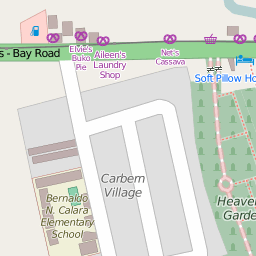 s - Bay Road
Elvie's
Buko
Pie
Aileen's
Laundry
Shop
Net's
Cassava
Soft Pillow Ho
Carbem
Village
Bernaldo
N. Calara
Elementary
School
Heaven
Garde